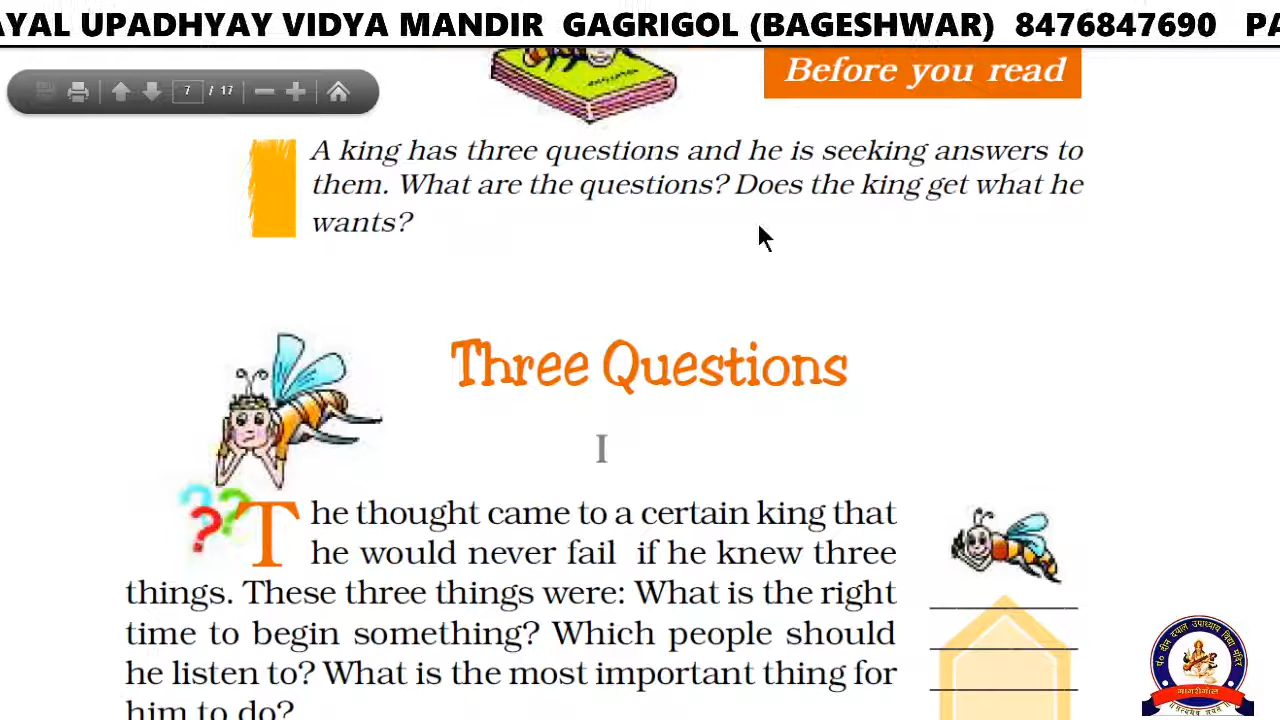 AYAL UPADHYAY VIDYA MANDIR GAGRIGOL (BAGESHWAR) 8476847690 PA
Before you read
7 / 17
A king has three questions and he is seeking answers to
them. What are the questions? Does the king get what he
wants?
Three Questions
I
The thought came to a certain king that
he would never fail if he knew three
things. These three things were: What is the right
time to begin something? Which people should
he listen to? What is the most important thing for
him to do?
पं० दीन दयाल उपाध्याय विद्या मंदिर
गागरीगोल